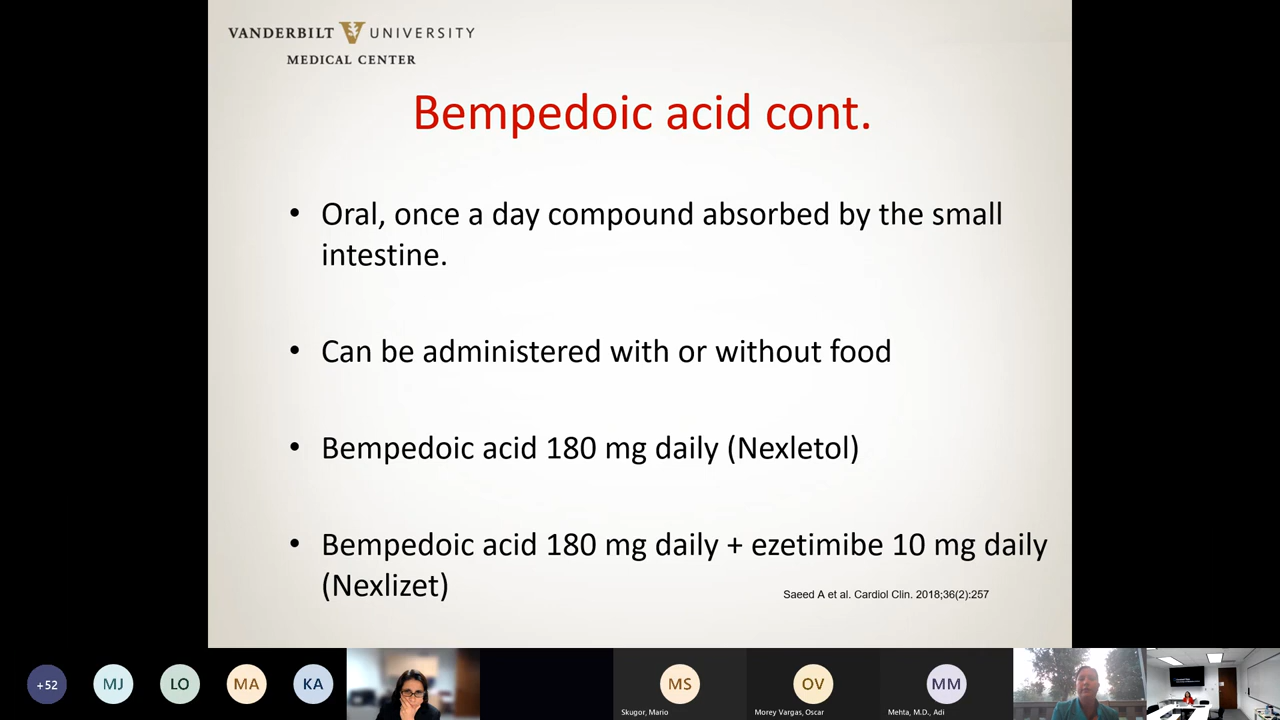 VANDERBILT V UNIVERSITY
MEDICAL CENTER
Bempedoic acid cont.
• Oral, once a day compound absorbed by the small
intestine.
• Can be administered with or without food
• Bempedoic acid 180 mg daily (Nexletol)
• Bempedoic acid 180 mg daily + ezetimibe 10 mg daily
(Nexlizet)
Saeed A et al. Cardiol Clin. 2018;36(2):257
+52
MJ
LO
MA
KA
MS
OV
MM
Skugor, Mario
Morey Vargas, Oscar
Mehta, M.D., Adi